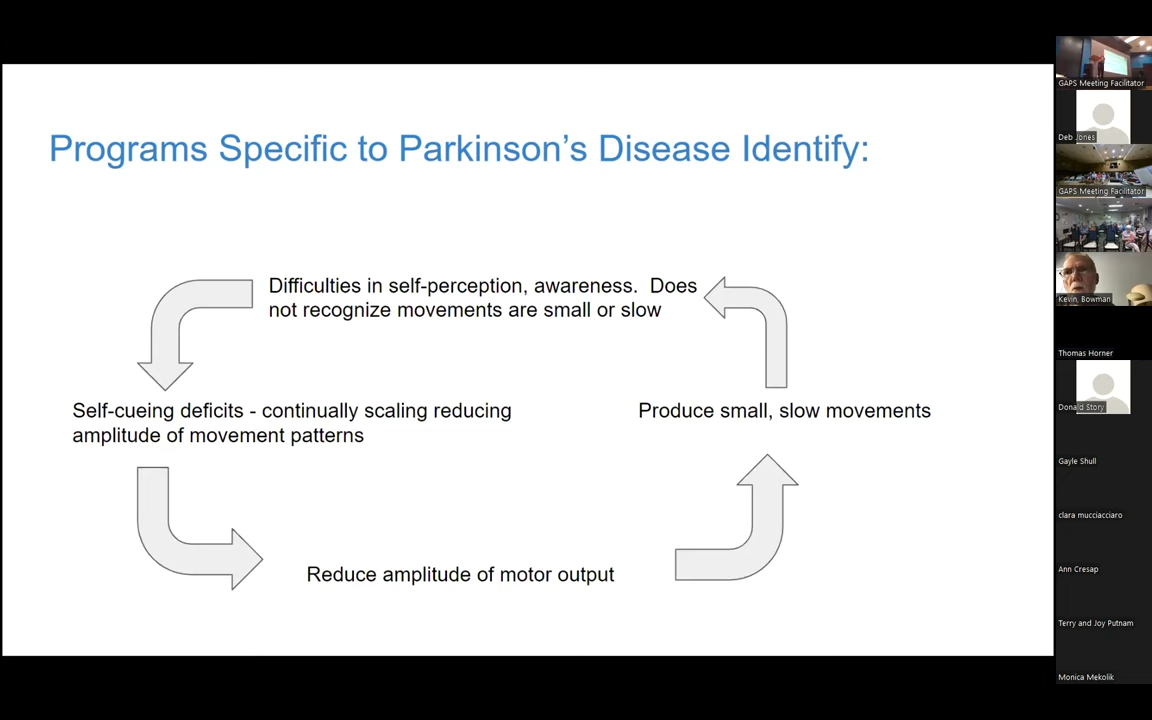 Programs Specific to Parkinson's Disease Identify:
Difficulties in self-perception, awareness.  Does
not recognize movements are small or slow
Self-cueing deficits - continually scaling reducing
amplitude of movement patterns
Produce small, slow movements
Reduce amplitude of motor output
GAPS Meeting Facilitator
Deb Jones
GAPS Meeting Facilitator
Kevin, Bowman
Thomas Horner
Donald Story
Gayle Shull
clara mucciacciaro
Ann Cresap
Terry and Joy Putnam
Monica Mekolik